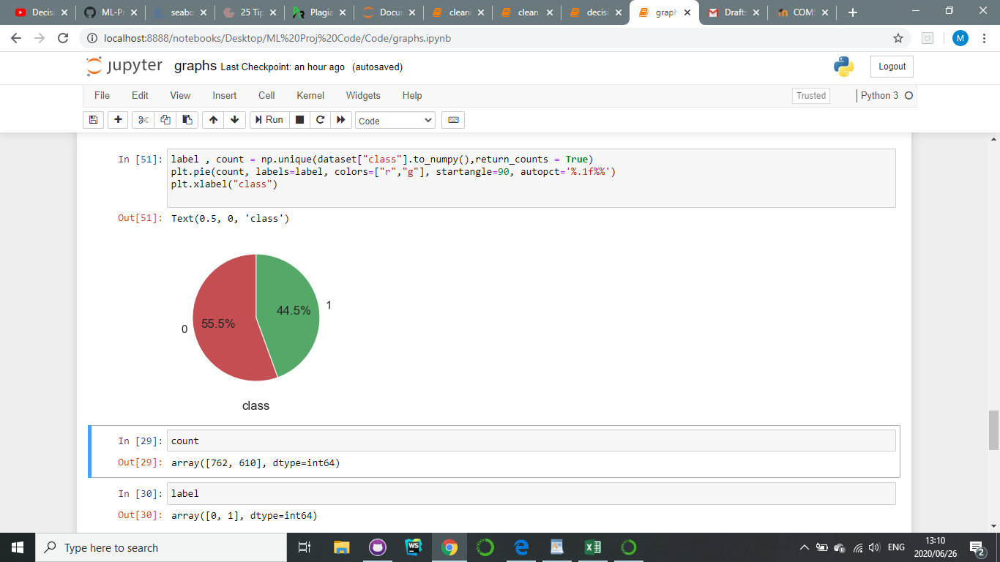 Decisi
ML-Pr
seabo
25 Tip
Plagia
Docur
cleani
clean
decisi
graph
Drafts
COMS
localhost:8888/notebooks/Desktop/ML%20Proj%20Code/Code/graphs.ipynb
M
jupyter graphs Last Checkpoint: an hour ago (autosaved)
Logout
File Edit View Insert Cell Kernel Widgets Help
Trusted
Python 3
Run
Code
In [51]: label , count = np.unique(dataset["class"].to_numpy(),return_counts = True)
plt.pie(count, labels=label, colors=["r","g"], startangle=90, autopct='%.1f%%')
plt.xlabel("class")
Out[51]: Text(0.5, 0, 'class')
44.5%
1
55.5%
0
class
In [29]: count
Out[29]: array([762, 610], dtype=int64)
In [30]: label
Out[30]: array([0, 1], dtype=int64)
Type here to search
WS
ENG
13:10
2020/06/26
2